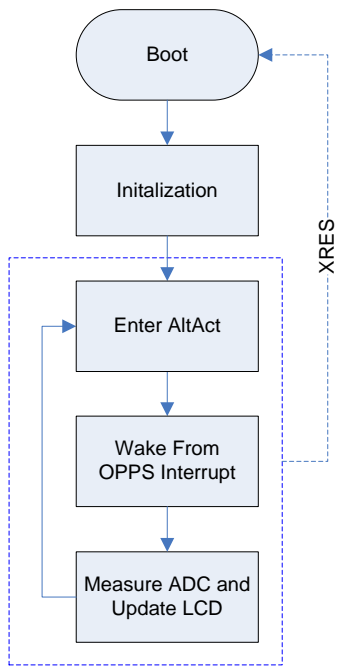 Boot
Initalization
XRES
Enter AltAct
Wake From
OPPS Interrupt
Measure ADC and
Update LCD